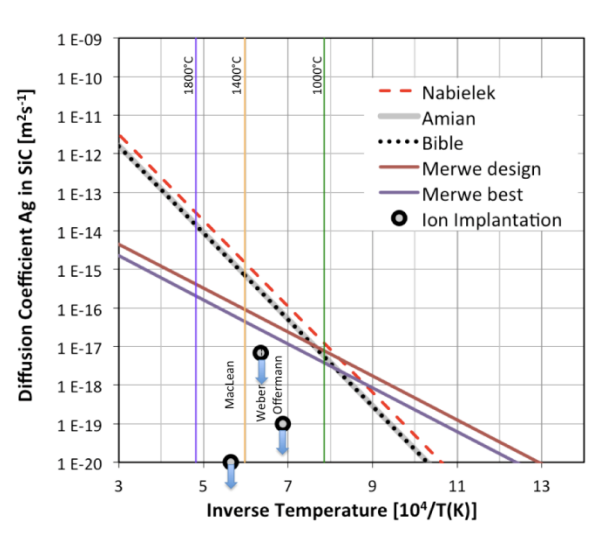 1 E-09
1 E-10
1 E-11
1 E-12
1 E-13
1 E-14
1 E-15
1 E-16
1 E-17
1 E-18
1 E-19
1 E-20
Diffusion Coefficient Ag in SiC [m²s⁻¹]
1800°C
1400°C
1000°C
Nabielek
Amian
Bible
Merwe design
Merwe best
Ion Implantation
MacLean
Weber
Offermann
3 5 7 9 11 13
Inverse Temperature [10⁴/T(K)]